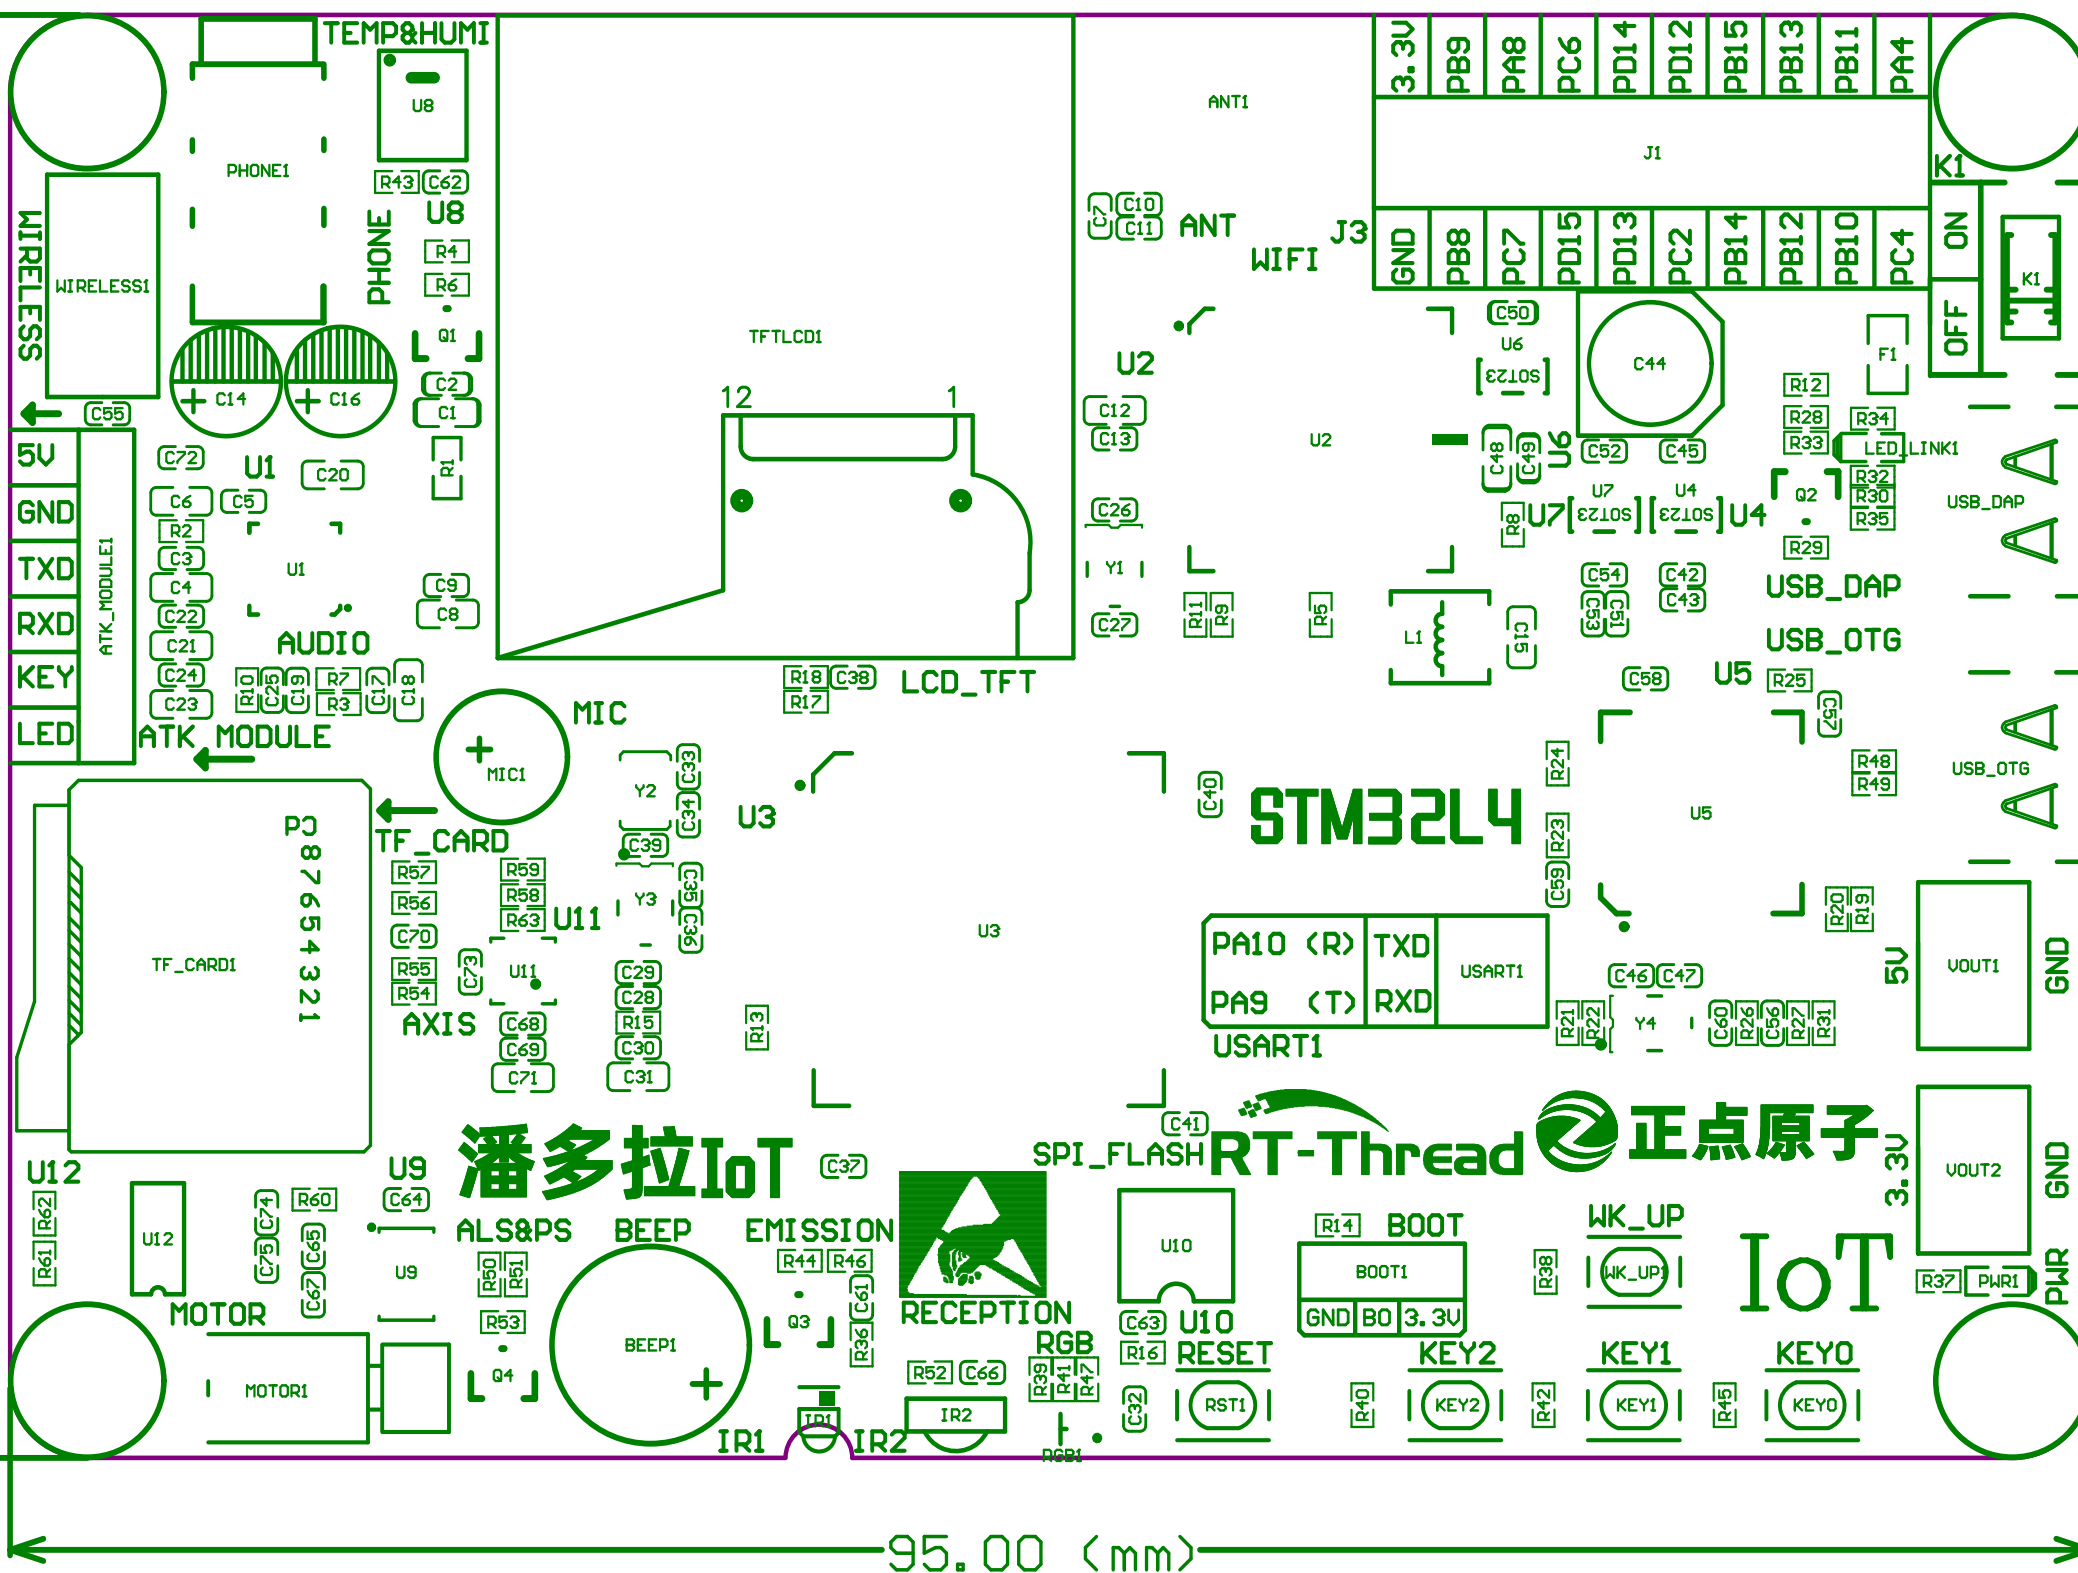 TEMP&HUMI
U8
PHONE1
R43 C62
U8
PHONE
R4
R6
Q1
C2
C1
R1
WIRELESS
WIRELESS1
C14
C16
C55
5V
GND
TXD
RXD
KEY
LED
ATK_MODULE1
ATK MODULE
C72
C6
C5
R2
C3
C4
C22
C21
C24
C23
U1
C20
U1
AUDIO
C9
C8
R10
C25
C19
R7
R3
C17
C18
TFTLCD1
12
1
LCD_TFT
R18
C38
R17
ANT1
C7
C10
C11
ANT
WIFI
J3
3.3V
PB9
PA8
PC6
PD14
PD12
PB15
PB13
PB11
PA4
J1
GND
PB8
PC7
PD15
PD13
PC2
PB14
PB12
PB10
PC4
K1
ON
OFF
K1
F1
U2
U2
C12
C13
C26
Y1
C27
R11
R9
R5
C50
U6
SOT23
C48
C49
U6
C44
C52
C45
U7
U7
SOT23
U4
SOT23
U4
R8
C54
C42
C43
C53
C51
L1
C15
R12
R28
R33
R34
LED_LINK1
R32
R30
R35
Q2
R29
USB_DAP
USB_DAP
USB_OTG
USB_OTG
U5
C58
R25
C57
U5
R24
R23
C59
R48
R49
R20
R19
MIC
MIC1
TF_CARD
CD
8
7
6
5
4
3
2
1
TF_CARD1
R57
R56
C70
R55
R54
C73
R59
R58
R63
U11
U11
AXIS
C68
C69
C71
Y2
C33
C34
C39
Y3
C35
C36
C29
C28
R15
C30
C31
U3
U3
R13
C40
STM32L4
PA10 (R) TXD
PA9 (T) RXD
USART1
USART1
C46
C47
R21
R22
Y4
C60
R26
C56
R27
R31
5V
VOUT1
GND
3.3V
VOUT2
GND
潘多拉IoT
C37
C41
SPI_FLASH
RT-Thread
正点原子
U12
U12
R62
R61
C74
C75
R60
C65
C67
U9
C64
U9
ALS&PS
BEEP
EMISSION
RECEPTION
MOTOR
MOTOR1
R50
R51
R53
Q4
BEEP1
R44
R46
C61
Q3
R36
IR1
IR1
IR2
IR2
R52
C66
RGB
R39
R41
R47
RGB1
U10
U10
C63
R16
C32
RESET
RST1
R14
BOOT
BOOT1
GND
BO
3.3V
WK_UP
WK_UP1
R38
IoT
R37
PWR1
PWR
R40
KEY2
KEY2
R42
KEY1
KEY1
R45
KEY0
KEY0
95.00 (mm)